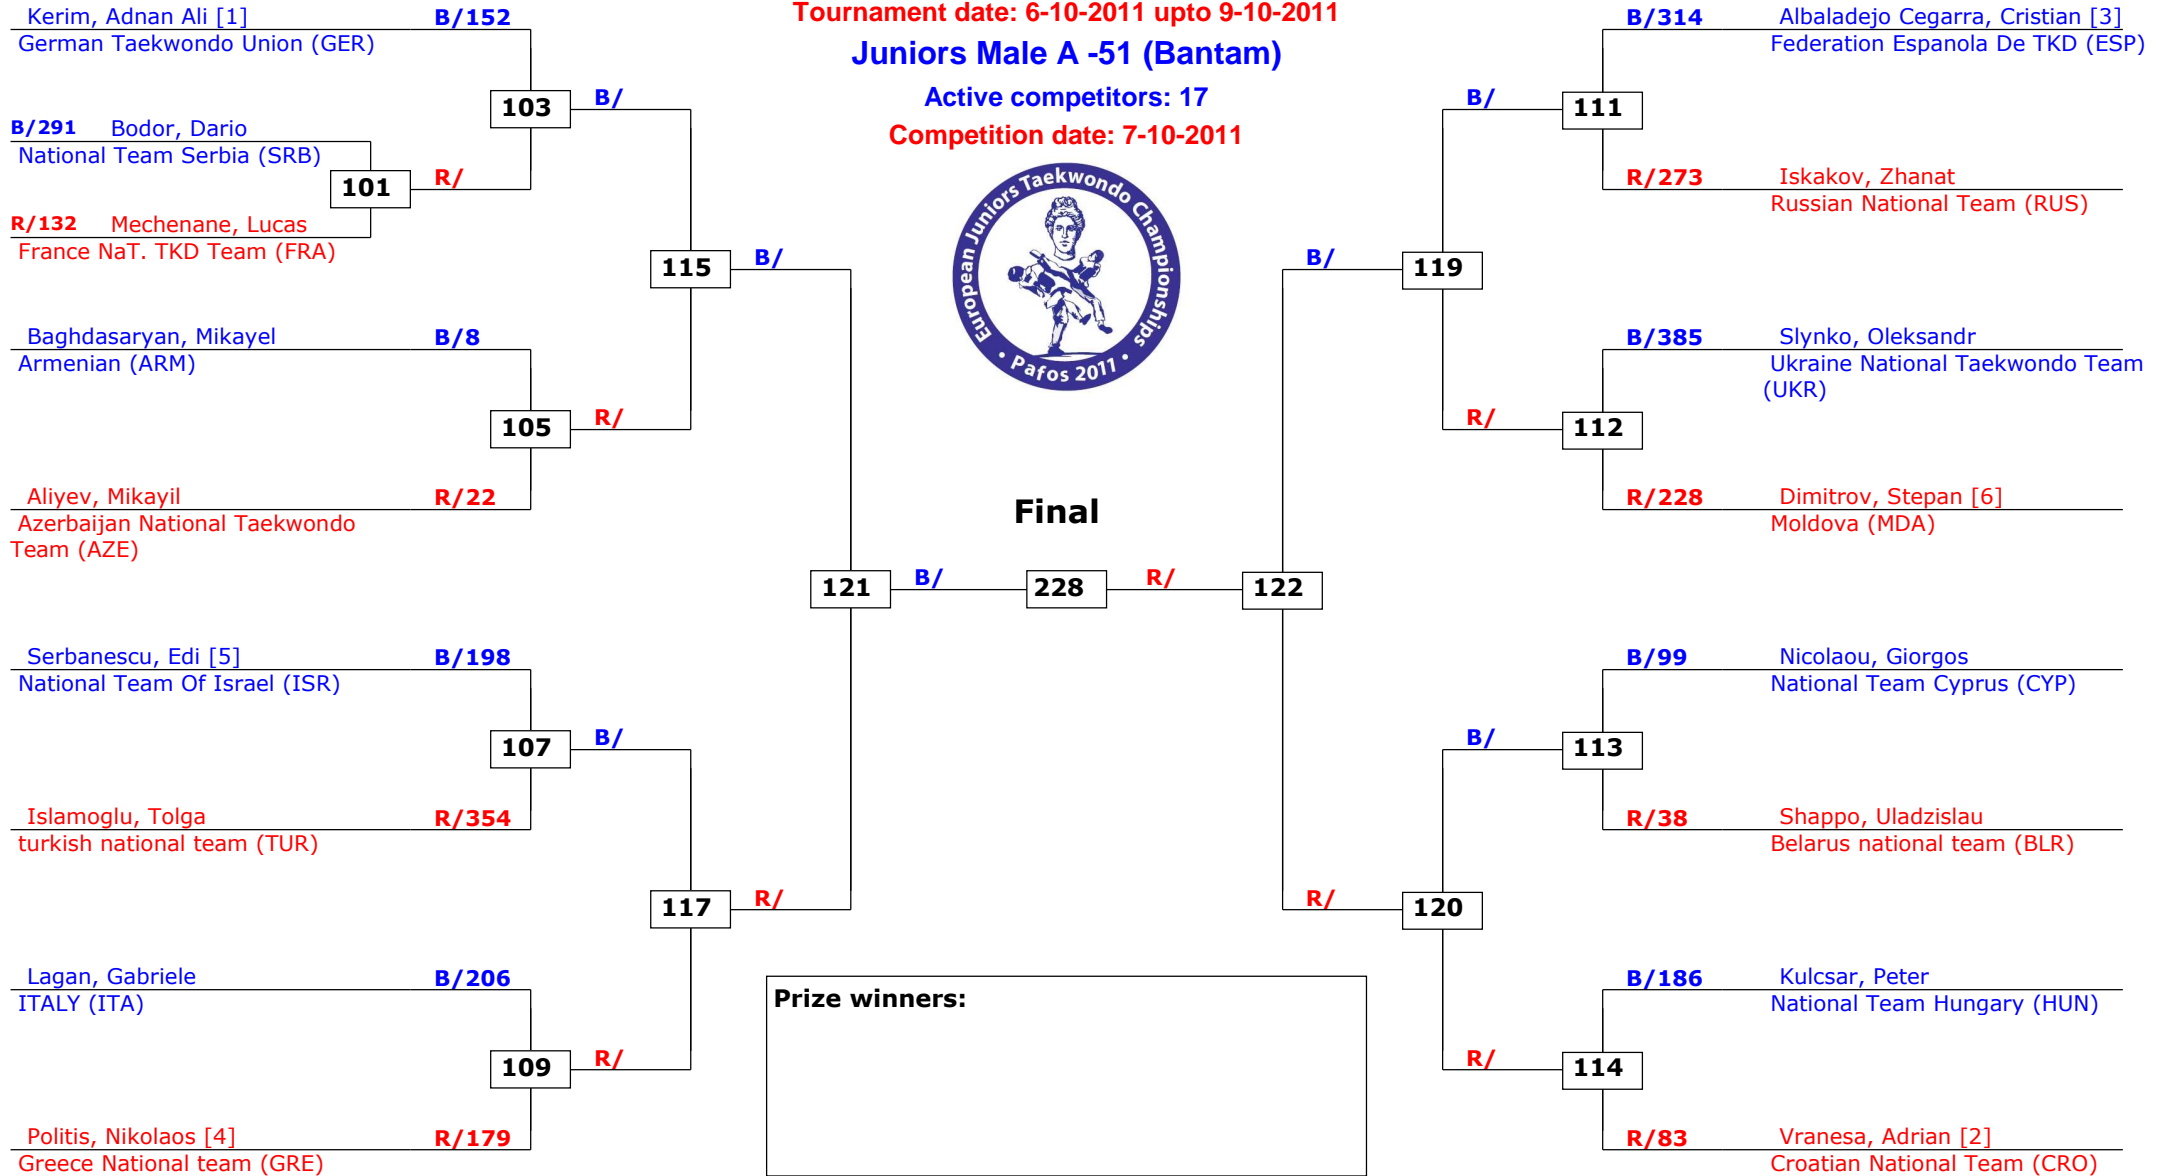 Tournament date: 6-10-2011 upto 9-10-2011
Juniors Male A -51 (Bantam)
Active competitors: 17
Competition date: 7-10-2011
European Juniors Taekwondo Championships
• Pafos 2011 •
Kerim, Adnan Ali [1] B/152
German Taekwondo Union (GER)
103 B/
B/291 Bodor, Dario
National Team Serbia (SRB)
101 R/
R/132 Mechenane, Lucas
France NaT. TKD Team (FRA)
115 B/
Baghdasaryan, Mikayel B/8
Armenian (ARM)
105 R/
Aliyev, Mikayil R/22
Azerbaijan National Taekwondo
Team (AZE)
121 B/
Serbanescu, Edi [5] B/198
National Team Of Israel (ISR)
107 B/
Islamoglu, Tolga R/354
turkish national team (TUR)
117 R/
Lagan, Gabriele B/206
ITALY (ITA)
109 R/
Politis, Nikolaos [4] R/179
Greece National team (GRE)
Final
228
B/314 Albaladejo Cegarra, Cristian [3]
Federation Espanola De TKD (ESP)
B/ 111
R/273 Iskakov, Zhanat
Russian National Team (RUS)
B/ 119
B/385 Slynko, Oleksandr
Ukraine National Taekwondo Team
(UKR)
R/ 112
R/228 Dimitrov, Stepan [6]
Moldova (MDA)
R/ 122
B/99 Nicolaou, Giorgos
National Team Cyprus (CYP)
B/ 113
R/38 Shappo, Uladzislau
Belarus national team (BLR)
R/ 120
B/186 Kulcsar, Peter
National Team Hungary (HUN)
R/ 114
R/83 Vranesa, Adrian [2]
Croatian National Team (CRO)
Prize winners: